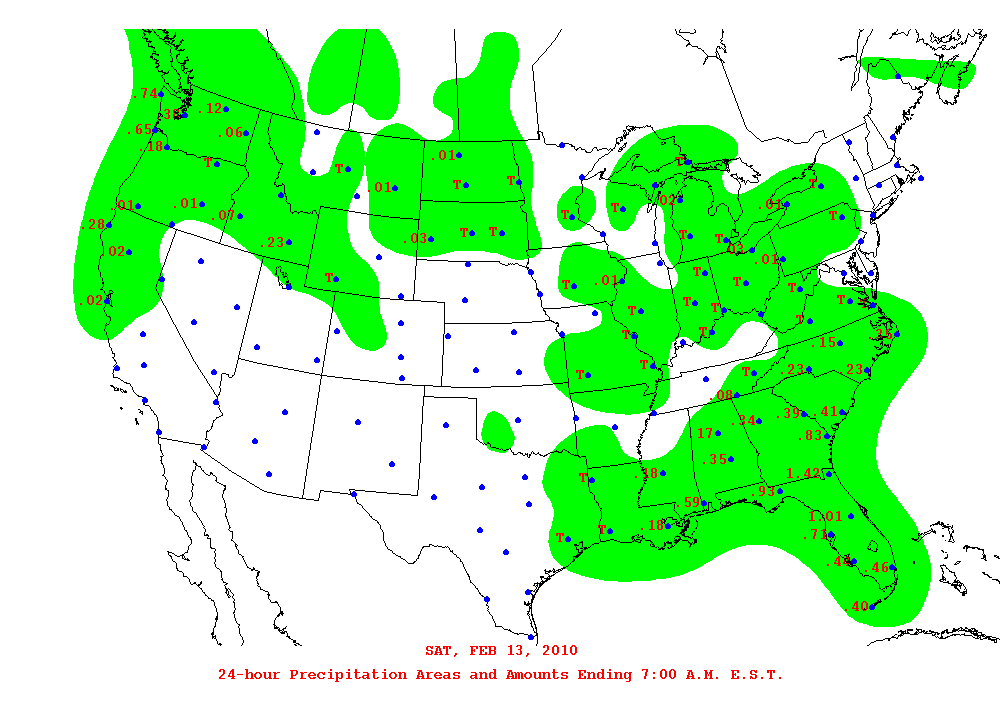 .74 .12
.65 .06
.18 T T .01 T T T
.01 T T T
.01 .01 .07 T T .02 .01 T
.28 .03 T T T T .03
.02 .23 .01
T T .01 T T T
.02 T T T T
T T .15
T T T .23 .23
.08 .39 .41
.34
.17 .83
.35
T .18 1.42
.93
.59
1.01
T T .18 .71
.44 .46
.40
SAT, FEB 13, 2010
24-hour Precipitation Areas and Amounts Ending 7:00 A.M. E.S.T.